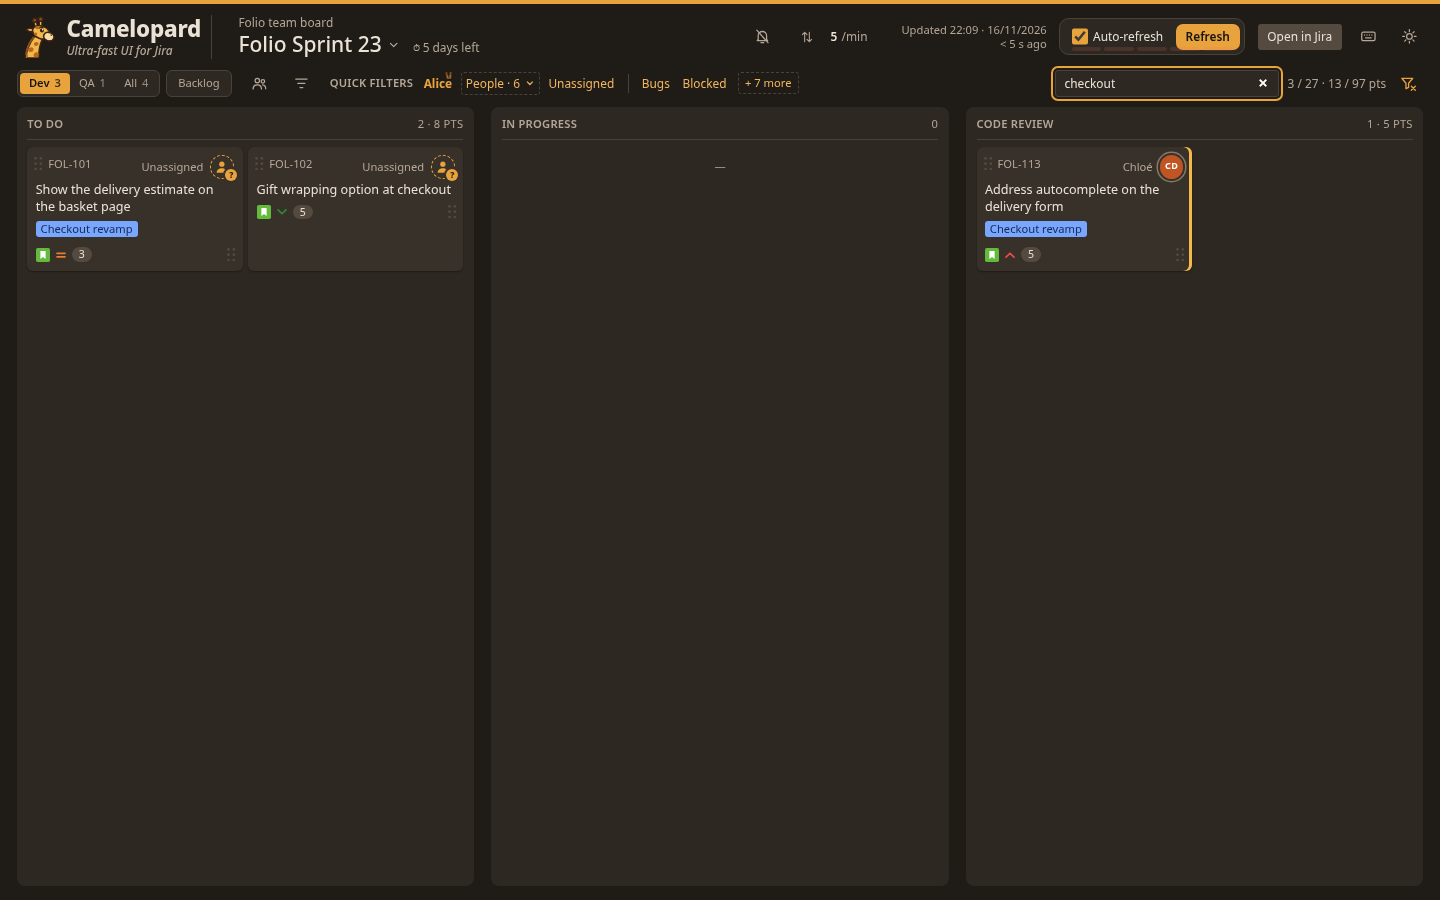 Camelopard
Ultra-fast UI for Jira
Folio team board
Folio Sprint 23
5 days left
5 /min
Updated 22:09 · 16/11/2026
< 5 s ago
Auto-refresh
Refresh
Open in Jira
Dev 3
QA 1
All 4
Backlog
QUICK FILTERS
Alice
People · 6
Unassigned
Bugs
Blocked
+ 7 more
checkout
3 / 27 · 13 / 97 pts
TO DO
2 · 8 PTS
FOL-101
Unassigned
?
Show the delivery estimate on
the basket page
Checkout revamp
3
FOL-102
Unassigned
?
Gift wrapping option at checkout
5
IN PROGRESS
0
—
CODE REVIEW
1 · 5 PTS
FOL-113
Chloé
CD
Address autocomplete on the
delivery form
Checkout revamp
5